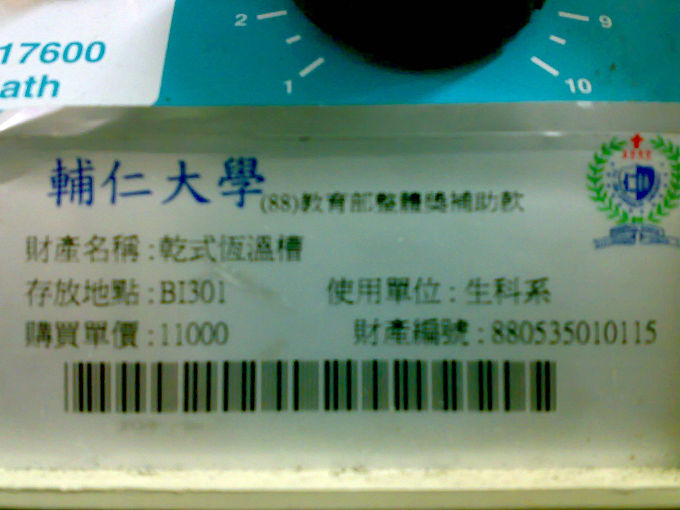 17600
ath
2
1
9
10
輔仁大學 (88)教育部整體獎補助款
財產名稱:乾式恆溫槽
存放地點:BI301 使用單位:生科系
購買單價:11000 財產編號:880535010115